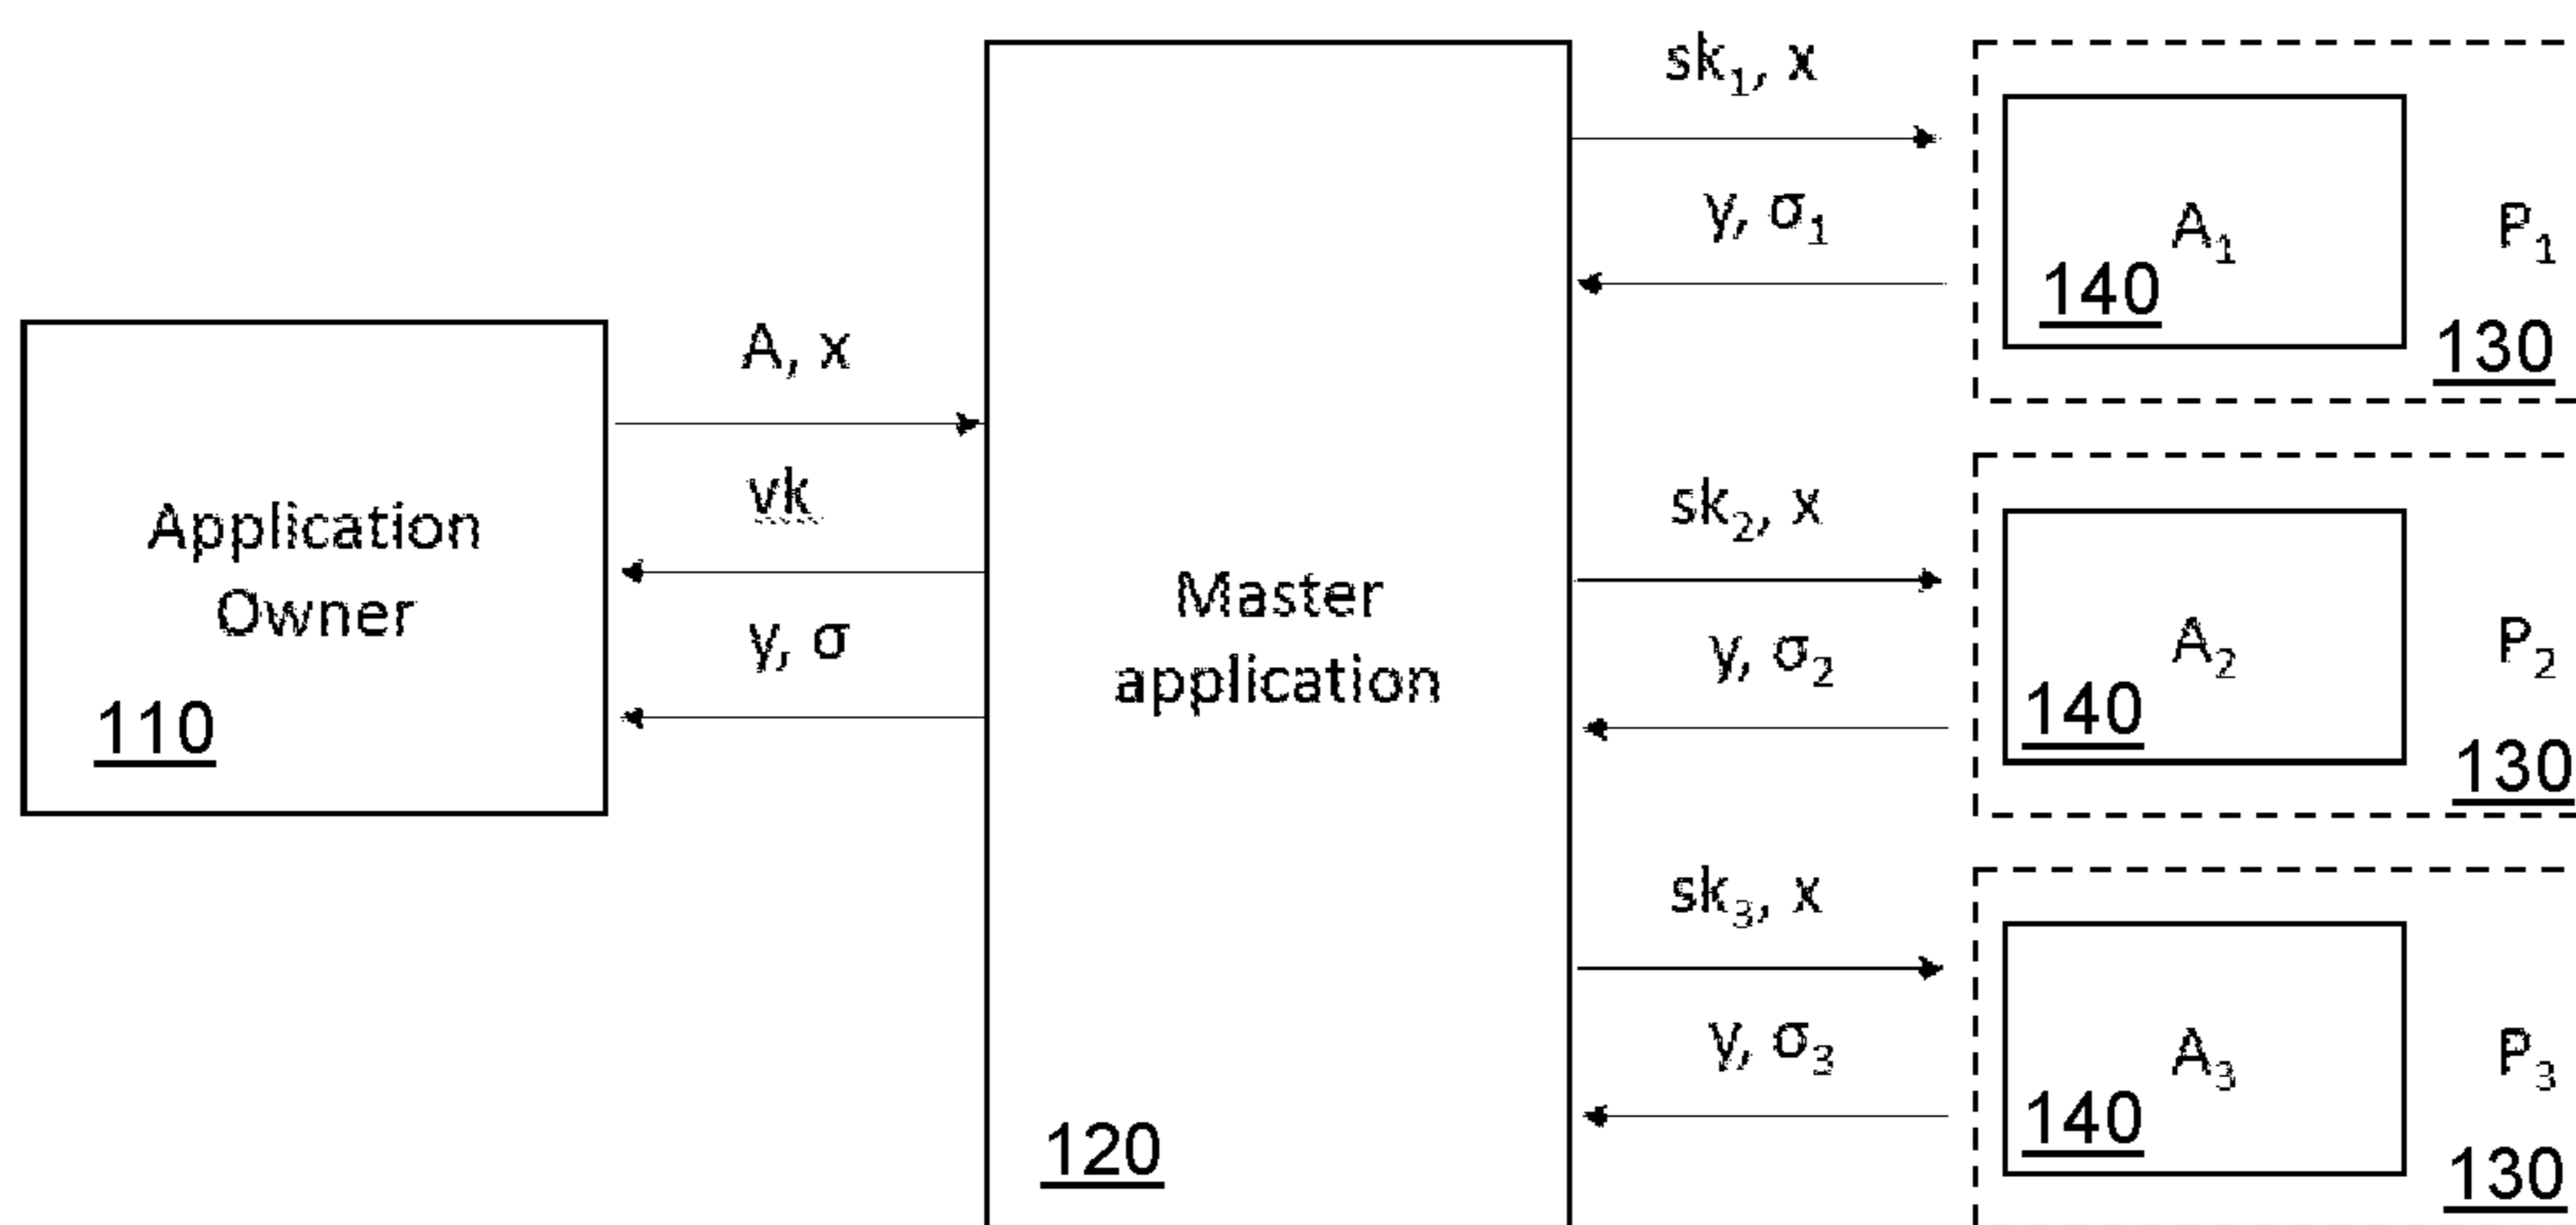 Application
Owner
110
A, x
vk
y, σ
Master
application
120
sk₁, x
y, σ₁
A₁
140
P₁
130
sk₂, x
y, σ₂
A₂
140
P₂
130
sk₃, x
y, σ₃
A₃
140
P₃
130